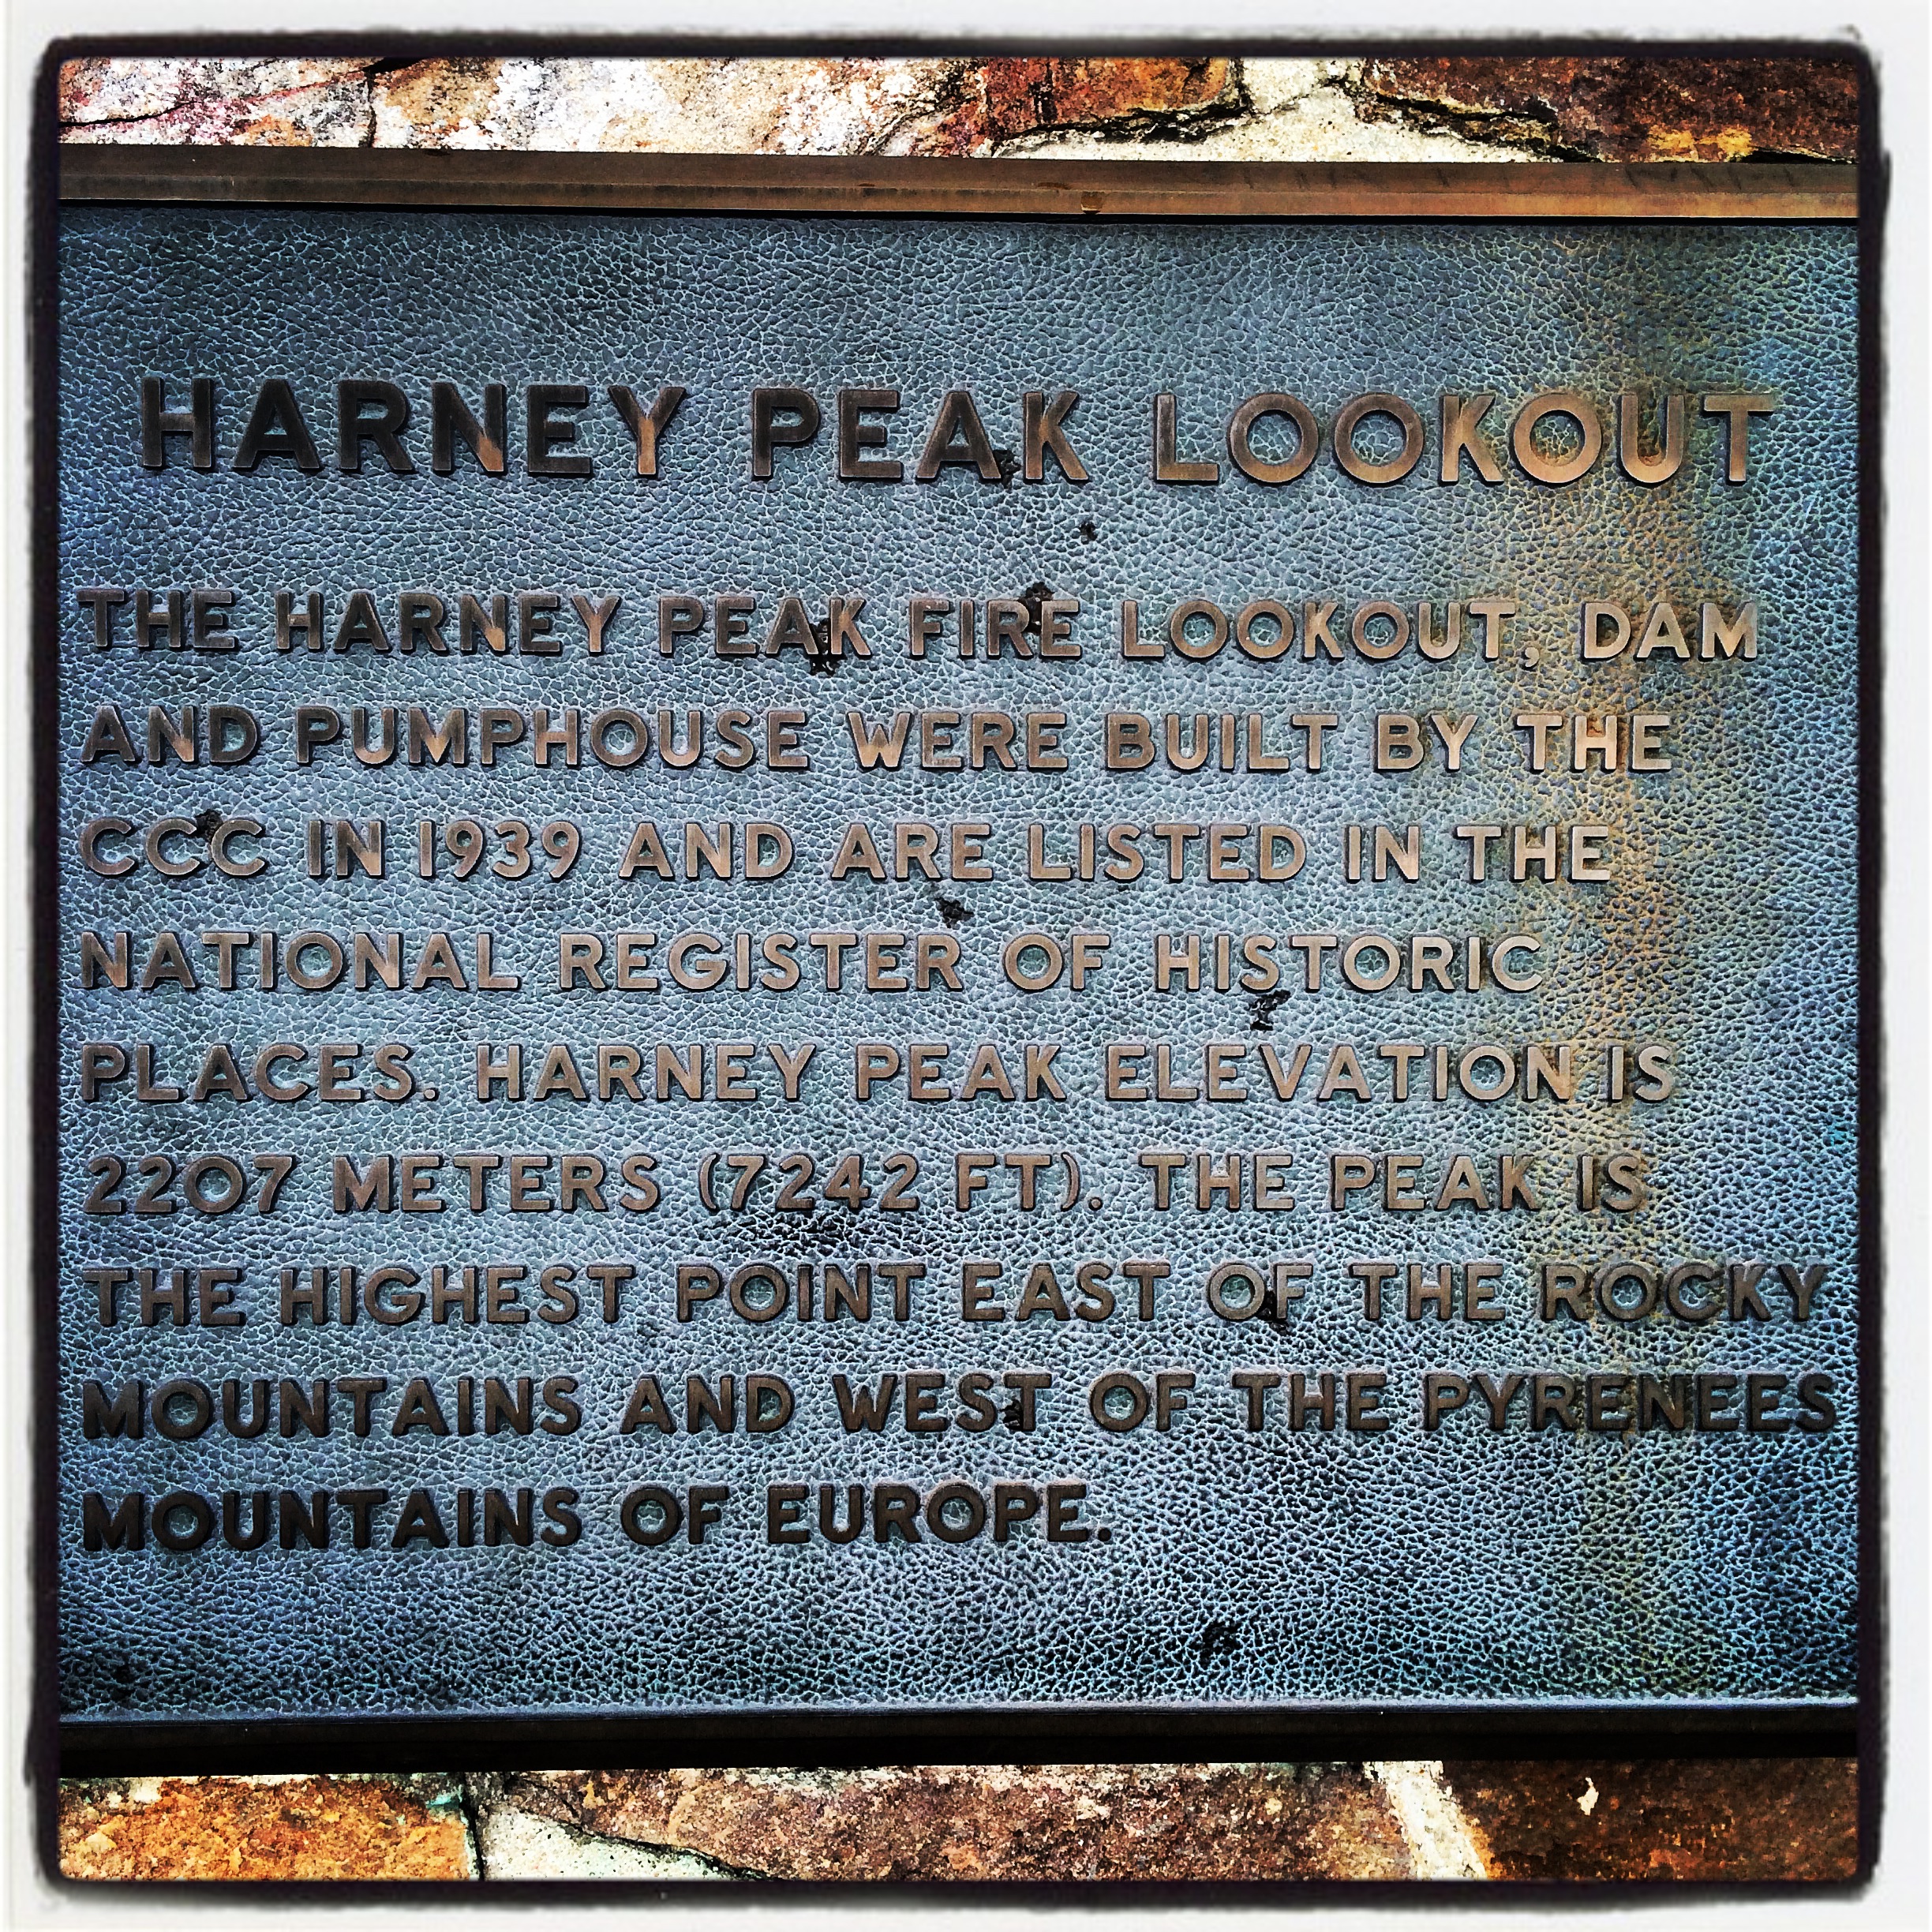 HARNEY PEAK LOOKOUT
THE HARNEY PEAK FIRE LOOKOUT, DAM
AND PUMPHOUSE WERE BUILT BY THE
CCC IN 1939 AND ARE LISTED IN THE
NATIONAL REGISTER OF HISTORIC
PLACES. HARNEY PEAK ELEVATION IS
2207 METERS (7242 FT). THE PEAK IS
THE HIGHEST POINT EAST OF THE ROCKY
MOUNTAINS AND WEST OF THE PYRENEES
MOUNTAINS OF EUROPE.